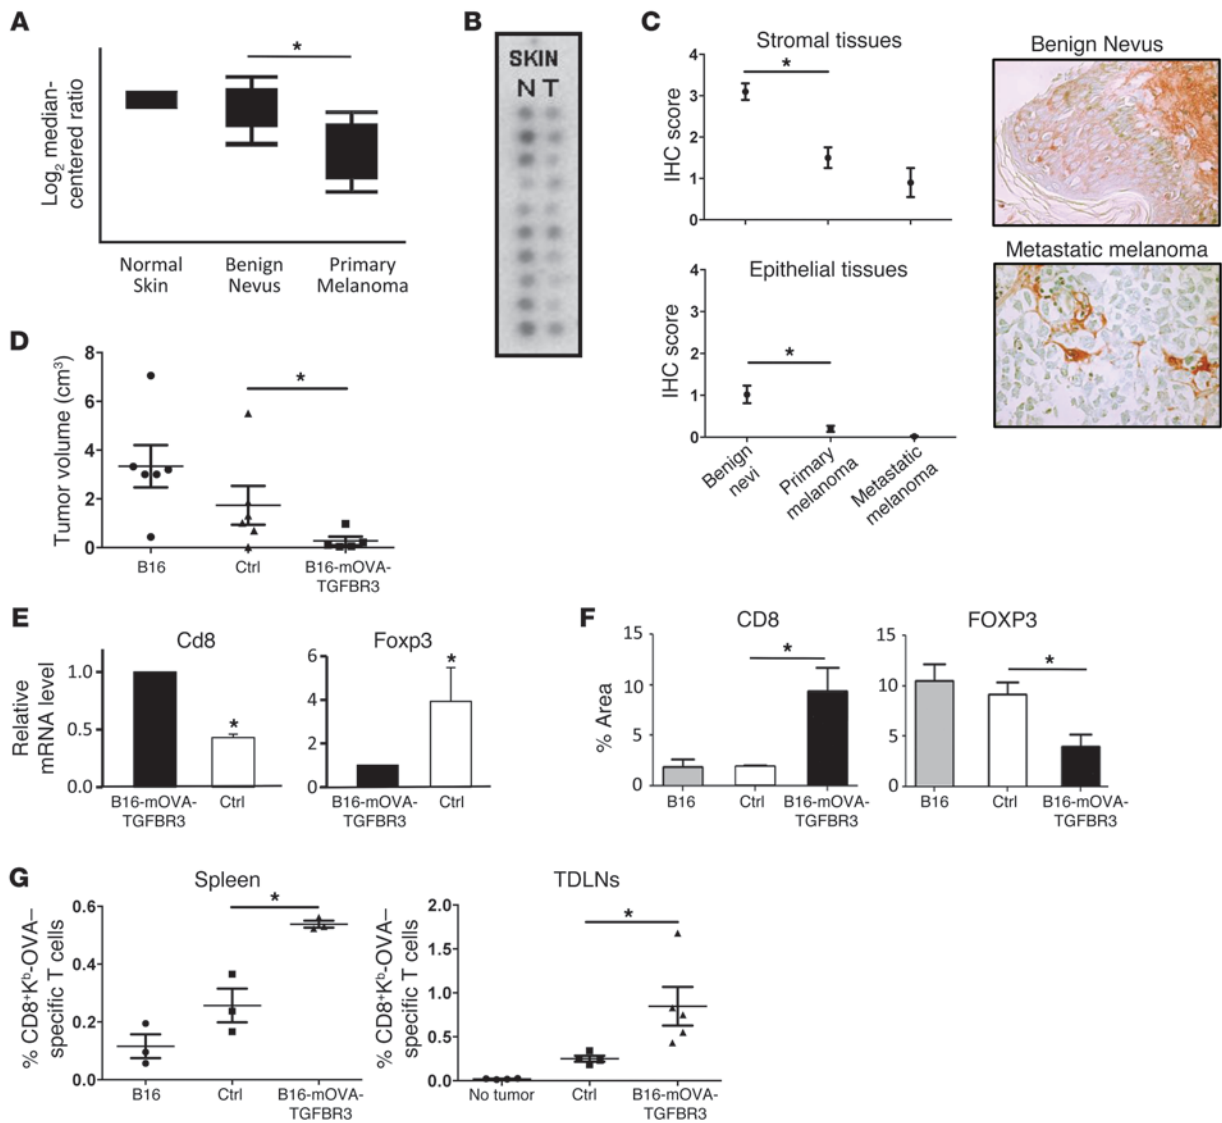 A
Log₂ median-
centered ratio
*
Normal
Skin
Benign
Nevus
Primary
Melanoma
B
SKIN
N T
C
Stromal tissues
IHC score
4
3
2
1
0
*
Epithelial tissues
IHC score
4
3
2
1
0
*
Benign
nevi
Primary
melanoma
Metastatic
melanoma
Benign Nevus
Metastatic melanoma
D
Tumor volume (cm³)
8
6
4
2
0
*
B16
Ctrl
B16-mOVA-
TGFBR3
E
Cd8
Relative
mRNA level
1.0
0.5
0.0
*
B16-mOVA-
TGFBR3
Ctrl
Foxp3
6
4
2
0
*
B16-mOVA-
TGFBR3
Ctrl
F
CD8
% Area
15
10
5
0
*
B16
Ctrl
B16-mOVA-
TGFBR3
FOXP3
15
10
5
0
*
B16
Ctrl
B16-mOVA-
TGFBR3
G
Spleen
% CD8⁺Kᵇ-OVA–
specific T cells
0.6
0.4
0.2
0.0
*
B16
Ctrl
B16-mOVA-
TGFBR3
TDLNs
% CD8⁺Kᵇ-OVA–
specific T cells
2.0
1.5
1.0
0.5
0.0
*
No tumor
Ctrl
B16-mOVA-
TGFBR3